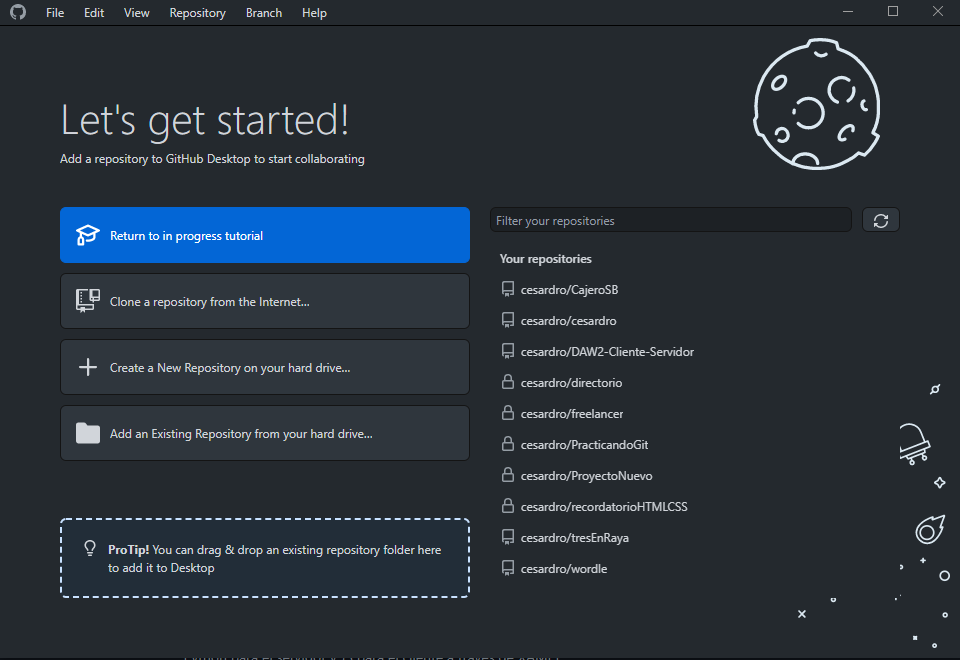 File Edit View Repository Branch Help
Let's get started!
Add a repository to GitHub Desktop to start collaborating
Return to in progress tutorial
Clone a repository from the Internet...
Create a New Repository on your hard drive...
Add an Existing Repository from your hard drive...
ProTip! You can drag & drop an existing repository folder here
to add it to Desktop
Filter your repositories
Your repositories
cesardro/CajeroSB
cesardro/cesardro
cesardro/DAW2-Cliente-Servidor
cesardro/directorio
cesardro/freelancer
cesardro/PracticandoGit
cesardro/ProyectoNuevo
cesardro/recordatorioHTMLCSS
cesardro/tresEnRaya
cesardro/wordle